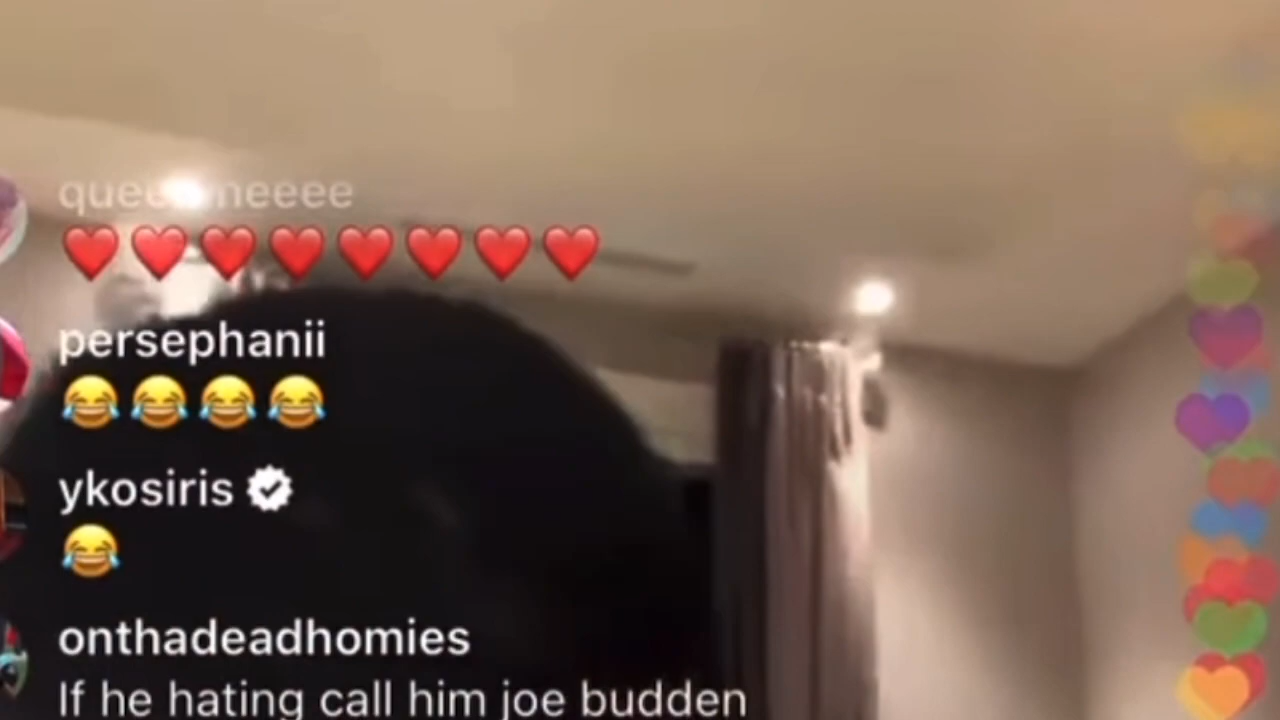 ❤️❤️❤️❤️❤️❤️❤️❤️
persephanii
😂😂😂😂
ykosiris
😂
onthadeadhomies
If he hating call him joe budden